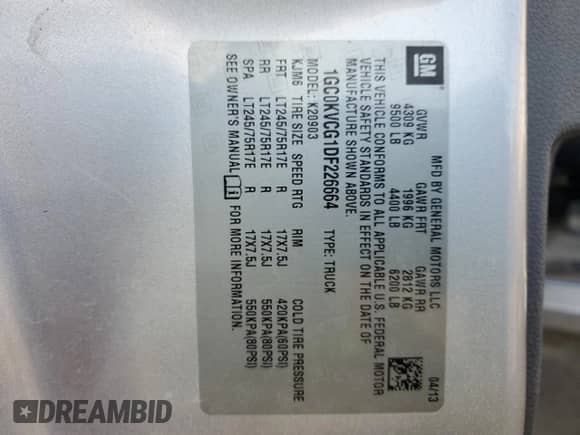 GM
MFD BY GENERAL MOTORS LLC
04/13
GVWR GAWR FRT GAWR RR
4309 KG 1996 KG 2812 KG
9500 LB 4400 LB 6200 LB
THIS VEHICLE CONFORMS TO ALL APPLICABLE U.S. FEDERAL MOTOR
VEHICLE SAFETY STANDARDS IN EFFECT ON THE DATE OF
MANUFACTURE SHOWN ABOVE.
1GC0KVCG1DF226664 TYPE: TRUCK
MODEL: K20903
KJM6 TIRE SIZE SPEED RTG RIM COLD TIRE PRESSURE
FRT LT245/75R17E R 17X7.5J 420KPA(60PSI)
RR LT245/75R17E R 17X7.5J 550KPA(80PSI)
SPA LT245/75R17E R 17X7.5J 550KPA(80PSI)
SEE OWNER'S MANUAL FOR MORE INFORMATION.
DREAMBID